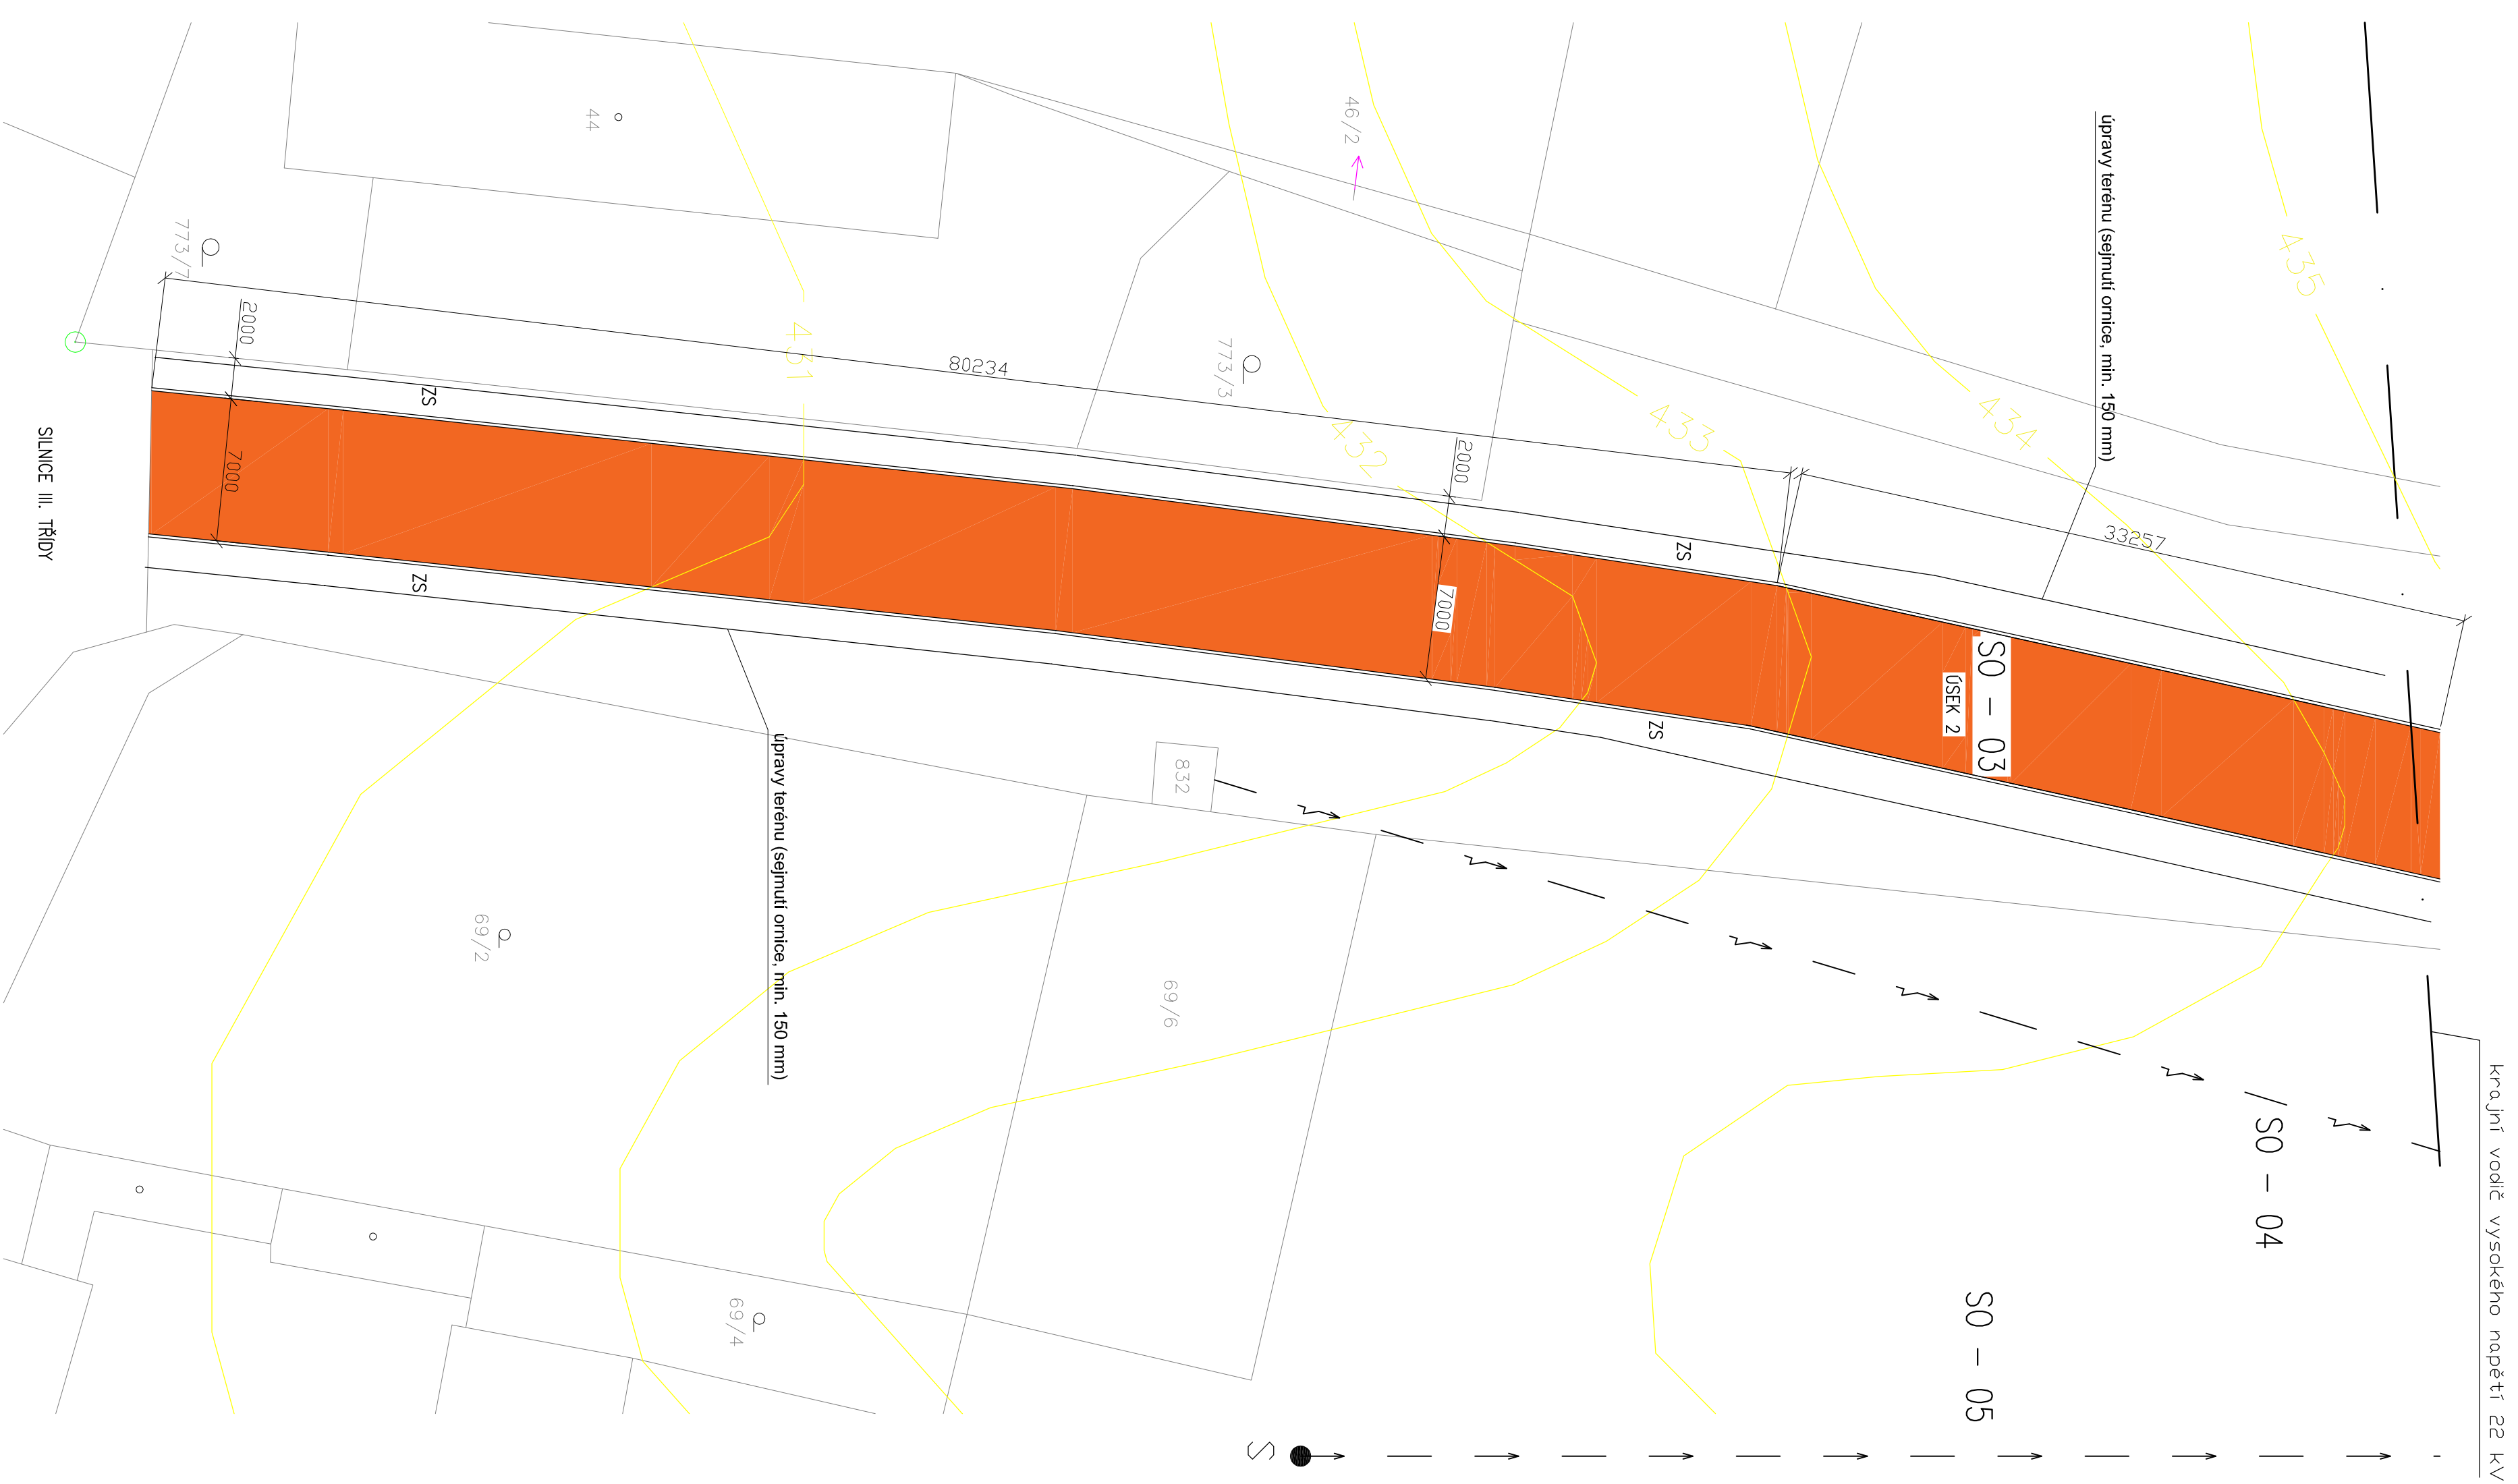 krajní vodič vysokého napětí 22 kV
435
úpravy terénu (sejmutí ornice, min. 150 mm)
33257
434
433
46/2
432
773/3
2000
7000
80234
431
44
773/7
2000
7000
ZS
ZS
ZS
ZS
SO – 03
ÚSEK 2
SILNICE III. TŘÍDY
832
úpravy terénu (sejmutí ornice, min. 150 mm)
69/2
69/6
69/4
SO – 04
SO – 05
S